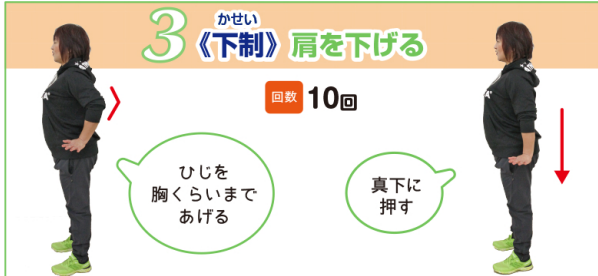 かせい
3《下制》肩を下げる
回数 10回
ひじを
胸くらいまで
あげる
真下に
押す